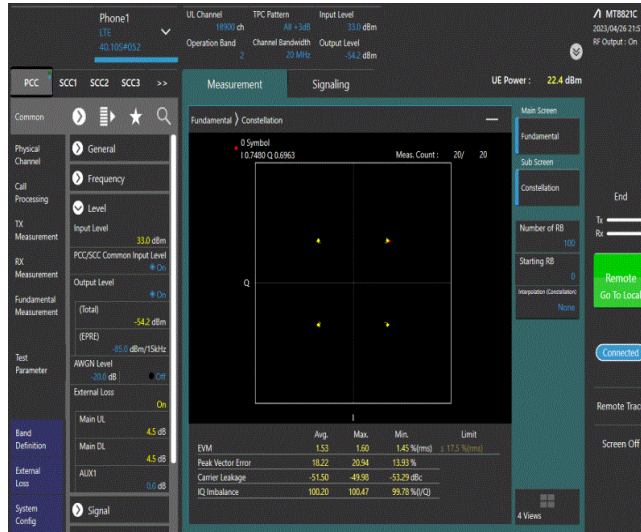 Phone1
LTE
40.10S#052
UL Channel
18900 ch
TPC Pattern
All +3dB
Input Level
33.0 dBm
Operation Band
2
Channel Bandwidth
20 MHz
Output Level
-54.2 dBm
MT8821C
2023/04/26 21:5
RF Output : On
PCC SCC1 SCC2 SCC3 >>
Measurement
Signaling
UE Power : 22.4 dBm
Common
Physical
Channel
Call
Processing
TX
Measurement
RX
Measurement
Fundamental
Measurement
Test
Parameter
Band
Definition
External
Loss
System
Config
General
Frequency
Level
Input Level
33.0 dBm
PCC/SCC Common Input Level
On
Output Level
On
(Total)
-54.2 dBm
(EPRE)
-85.0 dBm/15kHz
AWGN Level
-20.0 dB Off
External Loss
On
Main UL
4.5 dB
Main DL
4.5 dB
AUX1
0.0 dB
Signal
Fundamental > Constellation
0 Symbol
I 0.7480 Q 0.6963
Meas. Count : 20/ 20
Q
I
Avg. Max. Min. Limit
EVM 1.53 1.60 1.45 %(rms) ≤ 17.5 %(rms)
Peak Vector Error 18.22 20.94 13.93 %
Carrier Leakage -51.50 -49.98 -53.29 dBc
IQ Imbalance 100.20 100.47 99.78 %(I/Q)
Main Screen
Fundamental
Sub Screen
Constellation
Number of RB
100
Starting RB
0
Interpolation (Constellation)
None
4 Views
End
Tx
Rx
Remote
Go To Local
Connected
Remote Trac
Screen Off